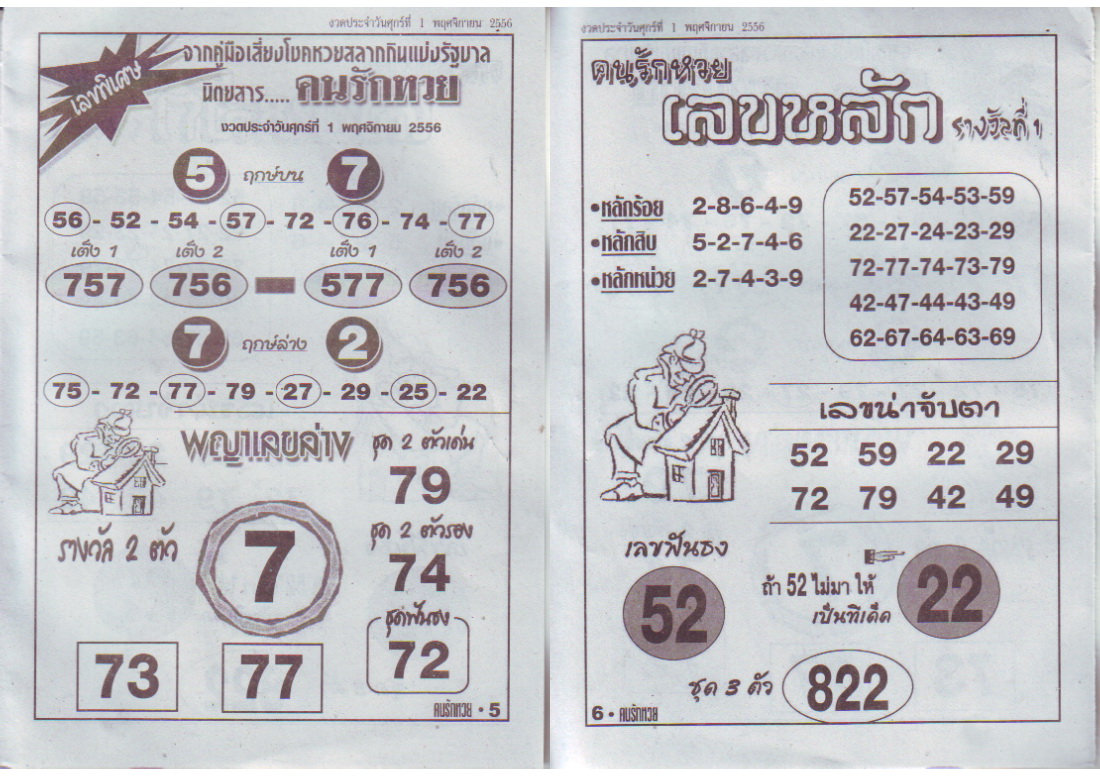 งวดประจำวันศุกร์ที่ 1 พฤศจิกายน 2556
เลขพิเศษ
จากคู่มือเสี่ยงโชคหวยสลากกินแบ่งรัฐบาล
นิตยสาร..... คนรักหวย
งวดประจำวันศุกร์ที่ 1 พฤศจิกายน 2556
5 ฤกษ์บน 7
56 - 52 - 54 - 57 - 72 - 76 - 74 - 77
เต็ง 1 เต็ง 2 เต็ง 1 เต็ง 2
757 756 - 577 756
7 ฤกษ์ล่าง 2
75 - 72 - 77 - 79 - 27 - 29 - 25 - 22
พญาเลขล่าง
ชุด 2 ตัวเด่น
79
รางวัล 2 ตัว
7
ชุด 2 ตัวรอง
74
ชุดฟันธง
72
73 77
คนรักหวย • 5
งวดประจำวันศุกร์ที่ 1 พฤศจิกายน 2556
คนรักหวย
เลขหลัก รางวัลที่ 1
•หลักร้อย 2-8-6-4-9
•หลักสิบ 5-2-7-4-6
•หลักหน่วย 2-7-4-3-9
52-57-54-53-59
22-27-24-23-29
72-77-74-73-79
42-47-44-43-49
62-67-64-63-69
เลขน่าจับตา
52 59 22 29
72 79 42 49
เลขฟันธง
52
ถ้า 52 ไม่มา ให้
เป็นทีเด็ด
22
ชุด 3 ตัว 822
6 • คนรักหวย